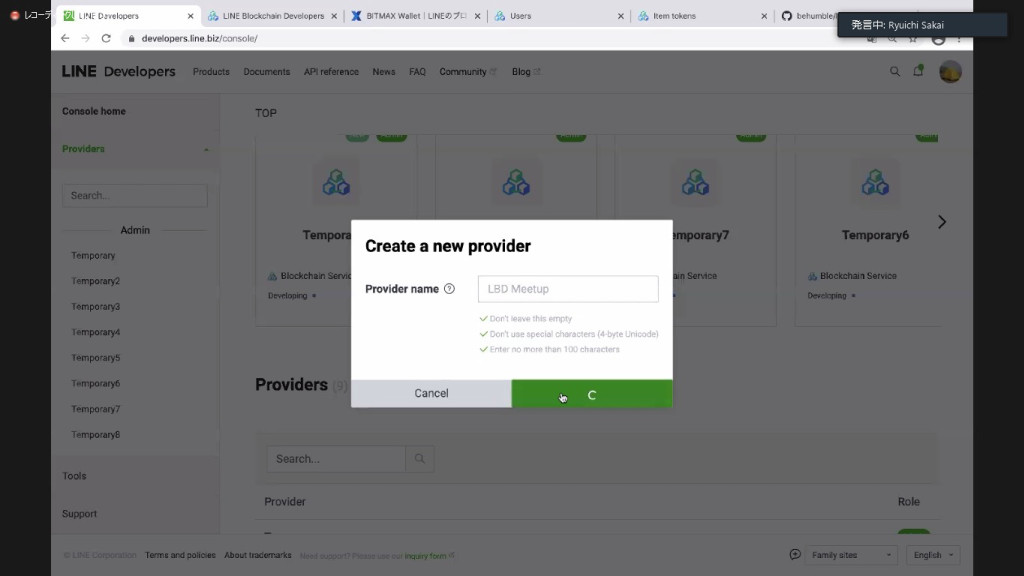 レコーデ
LINE Developers
LINE Blockchain Developers
BITMAX Wallet | LINEのブロ
Users
Item tokens
behumble/
発言中: Ryuichi Sakai
developers.line.biz/console/
LINE Developers
Products
Documents
API reference
News
FAQ
Community
Blog
Console home
TOP
Providers
Search...
Admin
Temporary
Temporary2
Temporary3
Temporary4
Temporary5
Temporary6
Temporary7
Temporary8
Tools
Support
Tempora
mporary7
Temporary6
Blockchain Servic
ain Service
Blockchain Service
Developing
Developing
Create a new provider
Provider name
LBD Meetup
Don't leave this empty
Don't use special characters (4-byte Unicode)
Enter no more than 100 characters
Cancel
Providers (9)
Search...
Provider
Role
© LINE Corporation
Terms and policies
About trademarks
Need support? Please use our inquiry form
Family sites
English